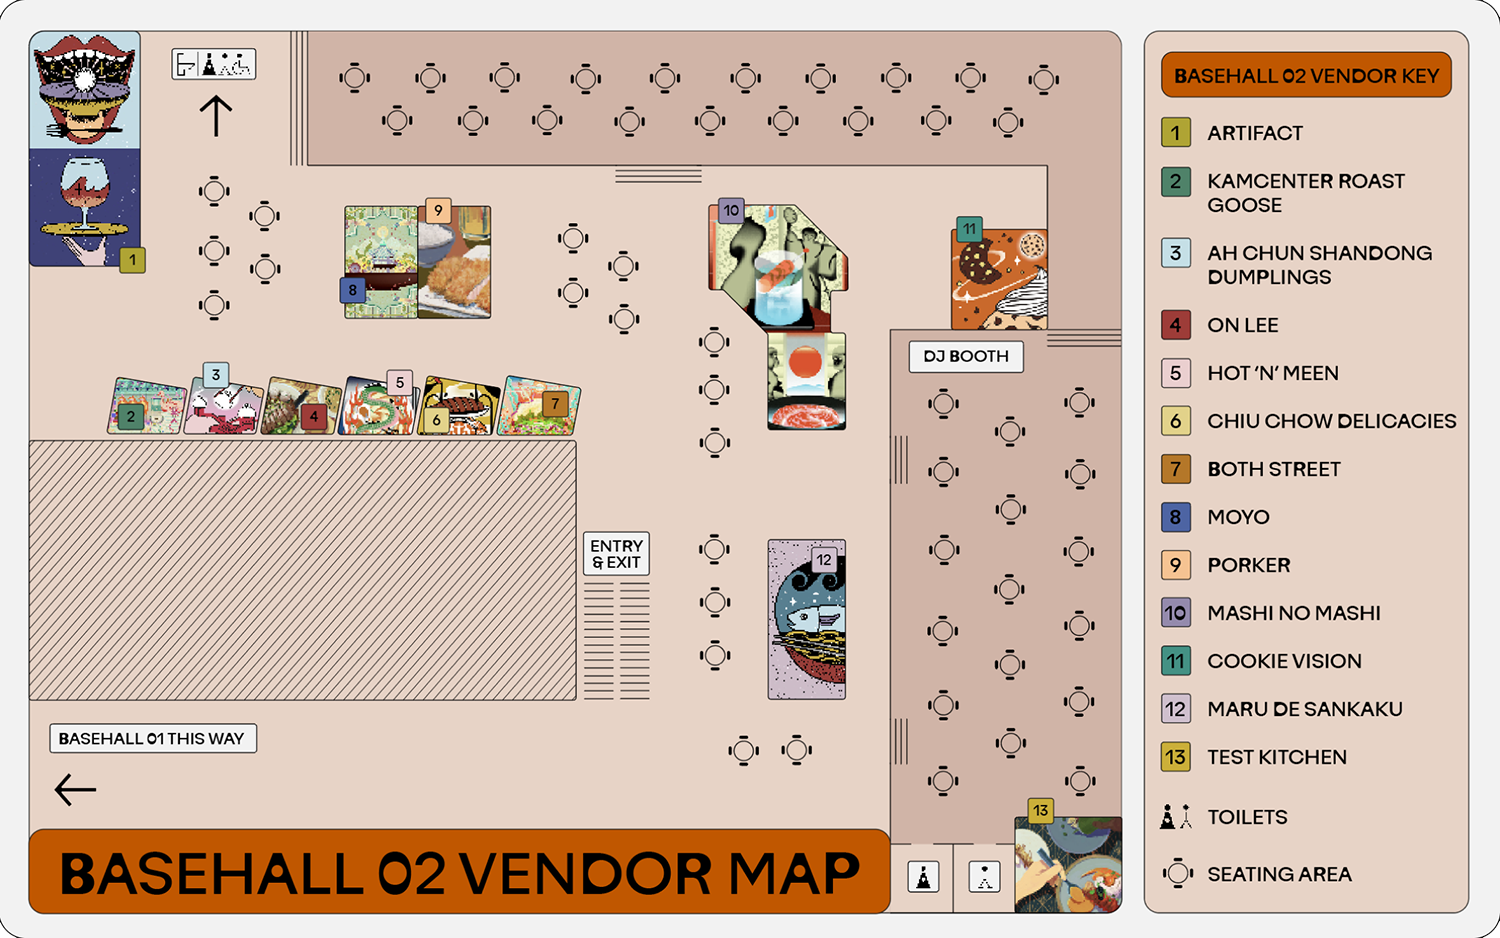 1
2
3
4
5
6
7
8
9
10
11
12
13
DJ BOOTH
ENTRY
& EXIT
BASEHALL 01 THIS WAY
BASEHALL 02 VENDOR MAP
BASEHALL 02 VENDOR KEY
1 ARTIFACT
2 KAMCENTER ROAST
GOOSE
3 AH CHUN SHANDONG
DUMPLINGS
4 ON LEE
5 HOT ‘N’ MEEN
6 CHIU CHOW DELICACIES
7 BOTH STREET
8 MOYO
9 PORKER
10 MASHI NO MASHI
11 COOKIE VISION
12 MARU DE SANKAKU
13 TEST KITCHEN
TOILETS
SEATING AREA